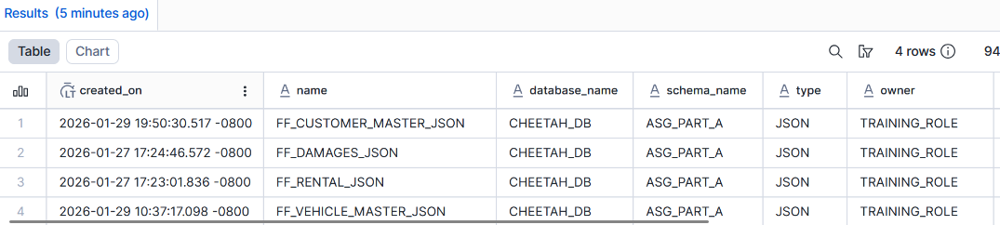 Results (5 minutes ago)
Table Chart 4 rows 94
created_on name database_name schema_name type owner
1 2026-01-29 19:50:30.517 -0800 FF_CUSTOMER_MASTER_JSON CHEETAH_DB ASG_PART_A JSON TRAINING_ROLE
2 2026-01-27 17:24:46.572 -0800 FF_DAMAGES_JSON CHEETAH_DB ASG_PART_A JSON TRAINING_ROLE
3 2026-01-27 17:23:01.836 -0800 FF_RENTAL_JSON CHEETAH_DB ASG_PART_A JSON TRAINING_ROLE
4 2026-01-29 10:37:17.098 -0800 FF_VEHICLE_MASTER_JSON CHEETAH_DB ASG_PART_A JSON TRAINING_ROLE